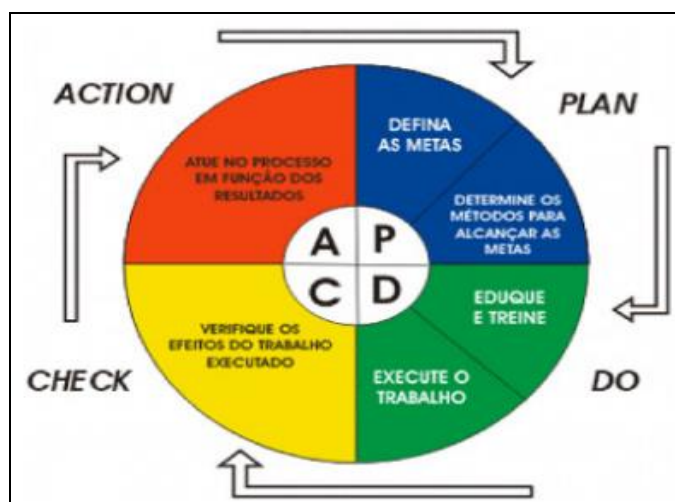 ACTION
PLAN
DEFINA
AS METAS
ATUE NO PROCESSO
EM FUNÇÃO DOS
RESULTADOS
DETERMINE OS
MÉTODOS PARA
ALCANÇAR AS
METAS
A P
C D
EDUQUE
E TREINE
VERIFIQUE OS
EFEITOS DO TRABALHO
EXECUTADO
EXECUTE O
TRABALHO
CHECK
DO